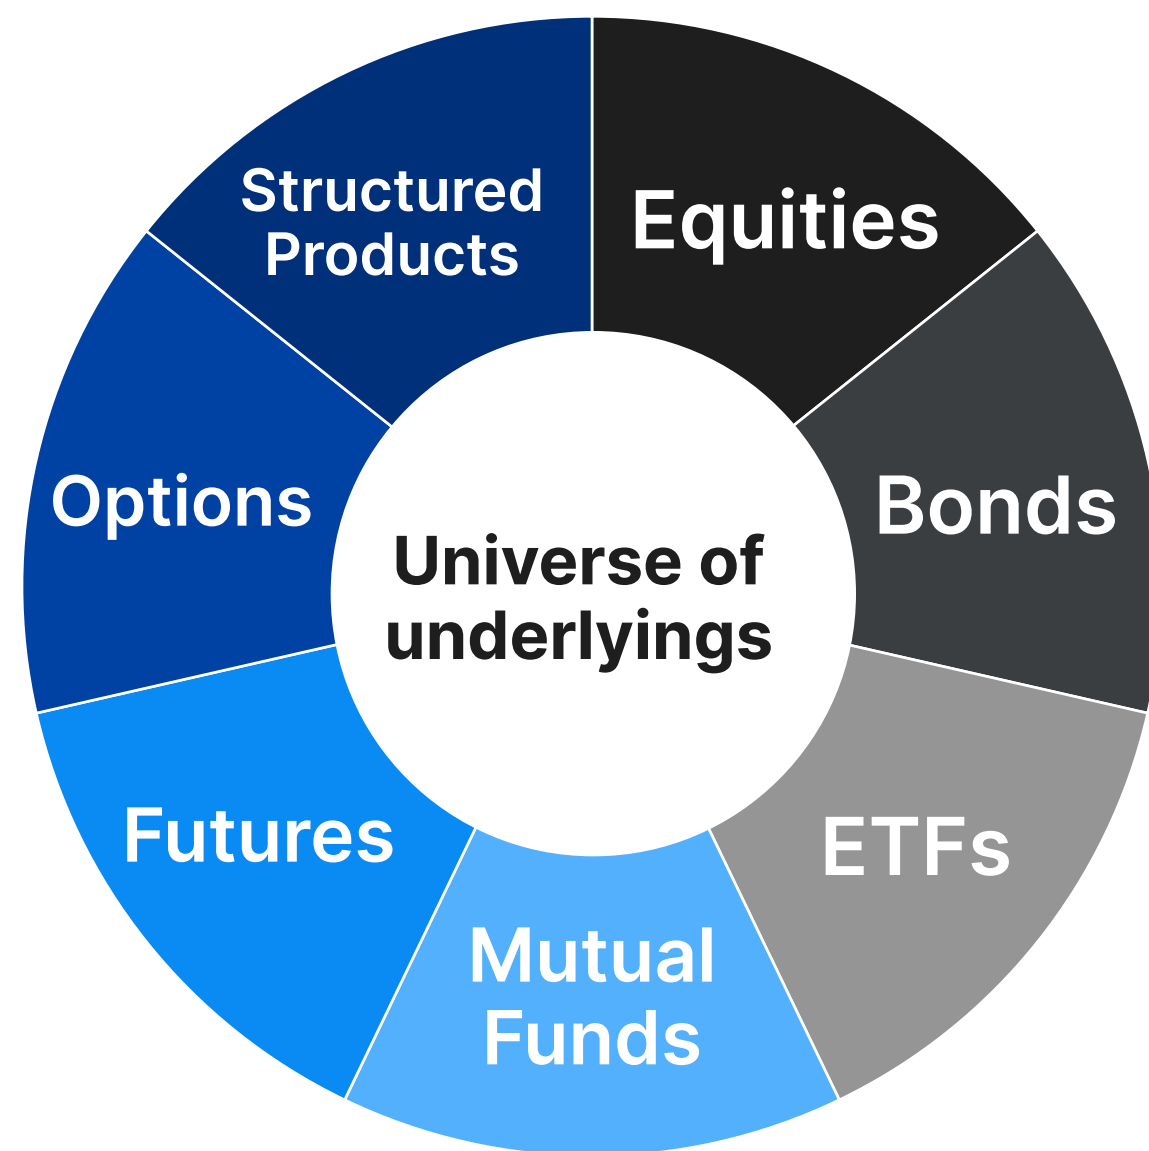 Structured
Products
Equities
Options
Bonds
Universe of
underlyings
Futures
ETFs
Mutual
Funds